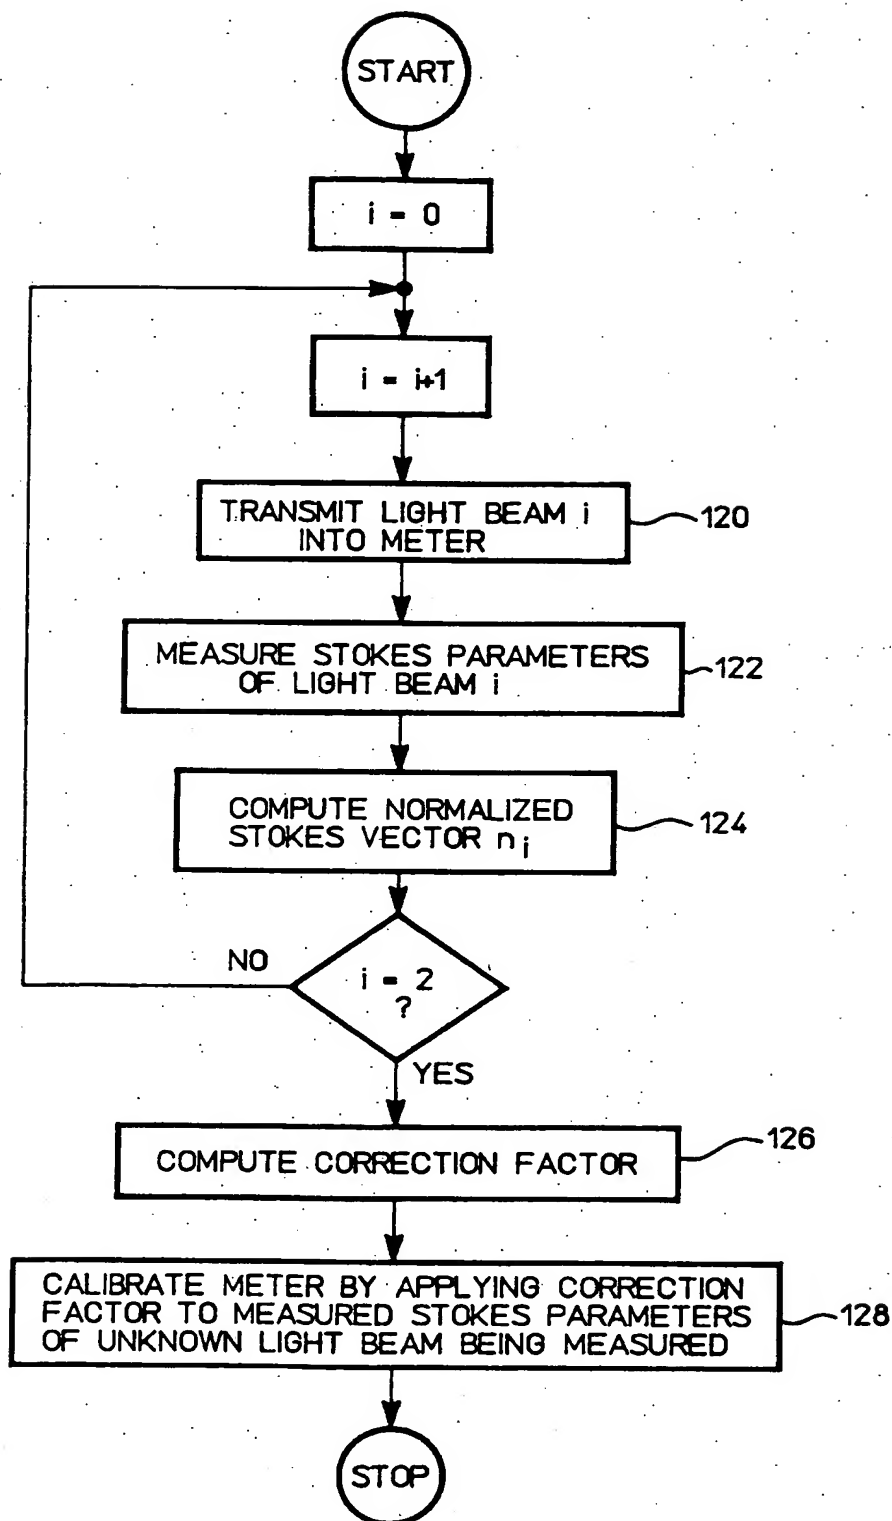 START
i = 0
i = i+1
TRANSMIT LIGHT BEAM i
INTO METER
120
MEASURE STOKES PARAMETERS
OF LIGHT BEAM i
122
COMPUTE NORMALIZED
STOKES VECTOR ni
124
NO
i = 2
?
YES
COMPUTE CORRECTION FACTOR
126
CALIBRATE METER BY APPLYING CORRECTION
FACTOR TO MEASURED STOKES PARAMETERS
OF UNKNOWN LIGHT BEAM BEING MEASURED
128
STOP